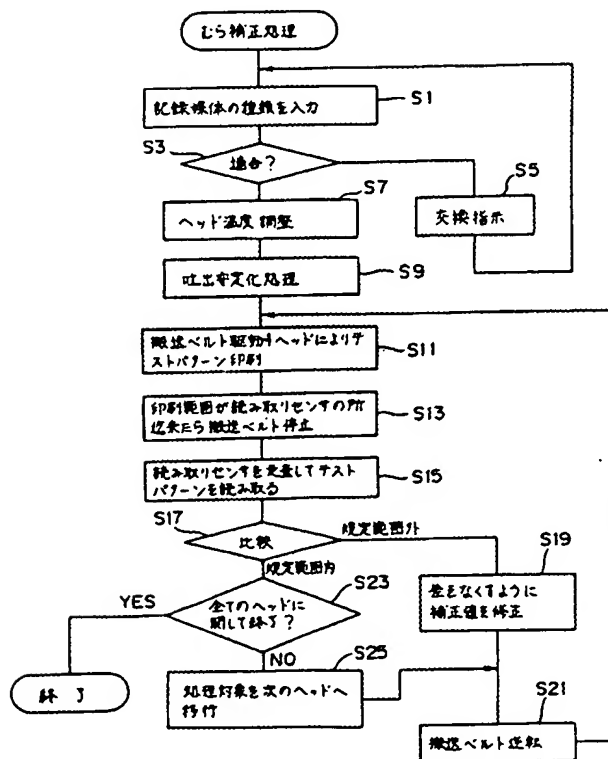 むら補正処理
記録媒体の種類を入力
S1
S3
適合?
S5
交換指示
S7
ヘッド温度調整
吐出安定化処理
S9
搬送ベルト駆動4ヘッドによりテ
ストパターン印刷
S11
印刷範囲が読み取りセンサの所
迄来たら搬送ベルト停止
S13
読み取りセンサを走査してテスト
パターンを読み取る
S15
S17
比較
規定範囲外
規定範囲内
S19
差をなくすように
補正値を修正
S23
全てのヘッドに
関して終了?
YES
NO
終了
S25
処理対象を次のヘッドへ
移行
S21
搬送ベルト逆転